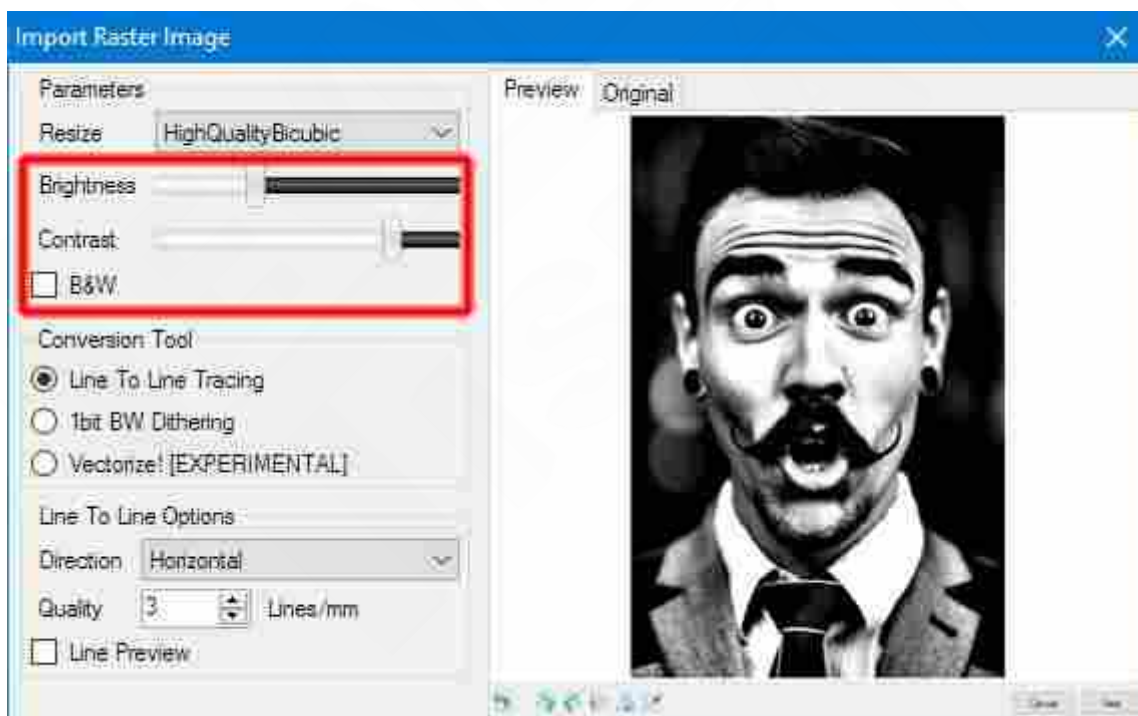 Import Raster Image
Parameters
Resize HighQualityBicubic
Brightness
Contrast
B&W
Conversion Tool
Line To Line Tracing
1bit BW Dithering
Vectorize! [EXPERIMENTAL]
Line To Line Options
Direction Horizontal
Quality 3 Lines/mm
Line Preview
Preview Original